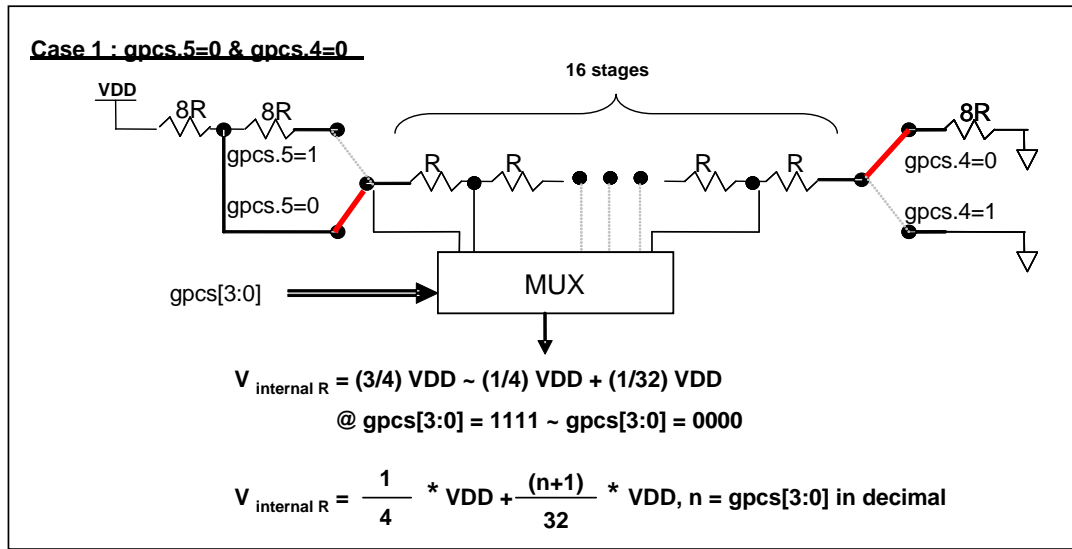 Case 1 : gpcs.5=0 & gpcs.4=0
16 stages
VDD
8R 8R 8R
gpcs.5=1
gpcs.4=0
R R R R
gpcs.5=0
gpcs.4=1
MUX
gpcs[3:0]
V internal R = (3/4) VDD ~ (1/4) VDD + (1/32) VDD
@ gpcs[3:0] = 1111 ~ gpcs[3:0] = 0000
V internal R = 1/4 * VDD + (n+1)/32 * VDD, n = gpcs[3:0] in decimal